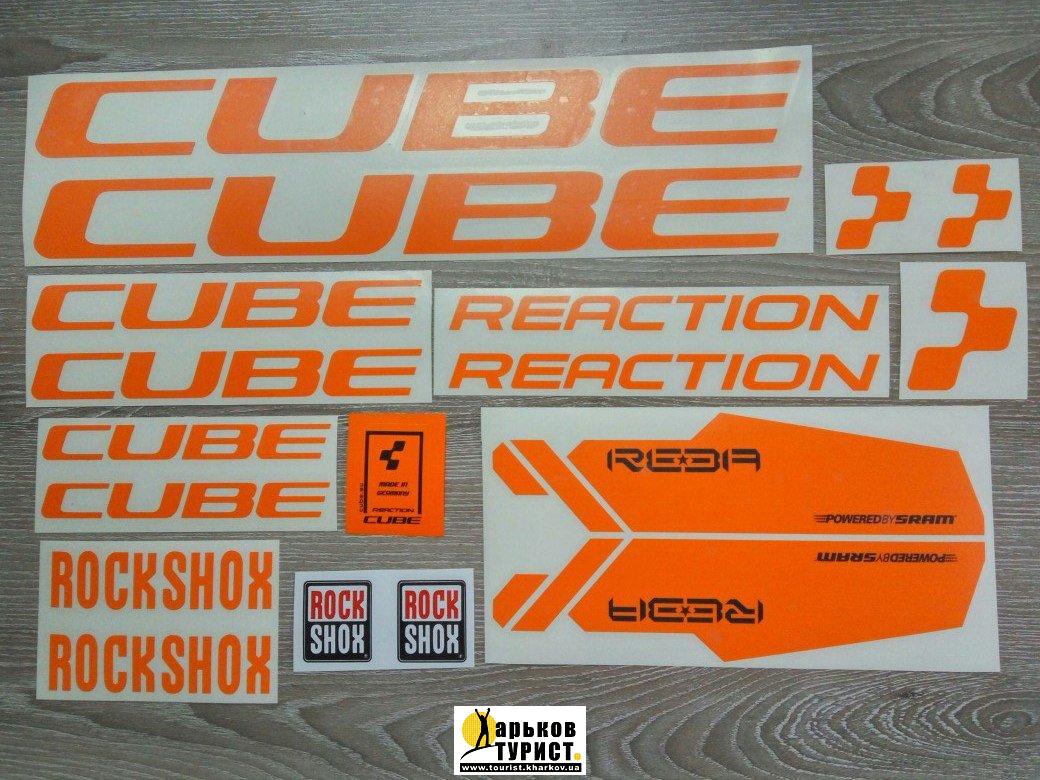 CUBE
CUBE
CUBE
CUBE
REACTION
REACTION
CUBE
CUBE
MADE IN
GERMANY
REACTION
CUBE
REBA
POWERED BY SRAM
POWERED BY SRAM
REBA
ROCKSHOX
ROCKSHOX
ROCK
SHOX
ROCK
SHOX
Харьков
ТУРИСТ.
www.tourist.kharkov.ua